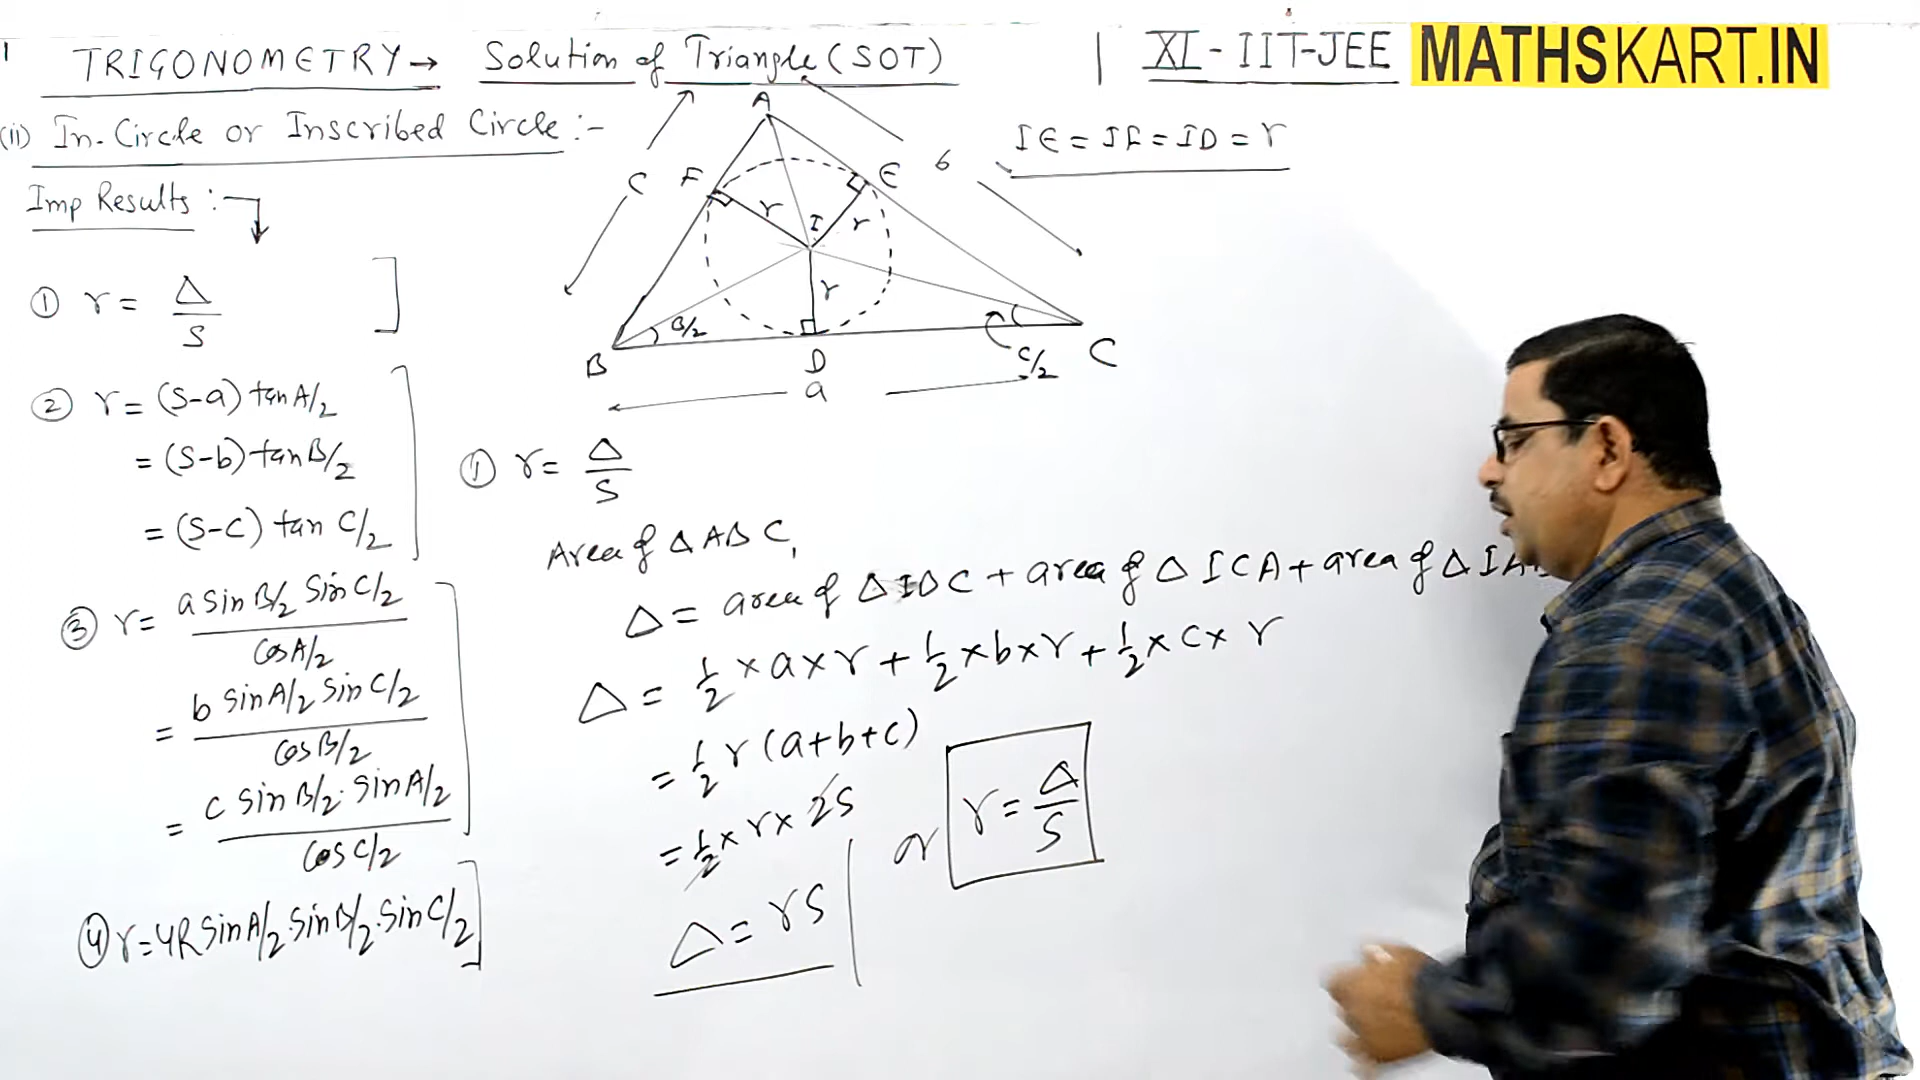 1
TRIGONOMETRY → Solution of Triangle (SOT) | XI - IIT-JEE MATHSKART.IN
(ii) In-Circle or Inscribed Circle :-
Imp Results :-
① r = Δ/S
② r = (S-a) tan A/2
= (S-b) tan B/2
= (S-c) tan C/2
③ r = a sin B/2 sin C/2 / cos A/2
= b sin A/2 sin C/2 / cos B/2
= c sin B/2 . sin A/2 / cos C/2
④ r = 4R sin A/2 . sin B/2 . sin C/2
A
C F E b
r I r
r
B B/2 D C/2 C
a
IE = IF = ID = r
① r = Δ/S
Area of Δ ABC,
Δ = area of Δ IBC + area of Δ ICA + area of Δ
Δ = 1/2 × a × r + 1/2 × b × r + 1/2 × c × r
= 1/2 r (a+b+c)
= 1/2 × r × 2S
Δ = rS
or r = Δ/S